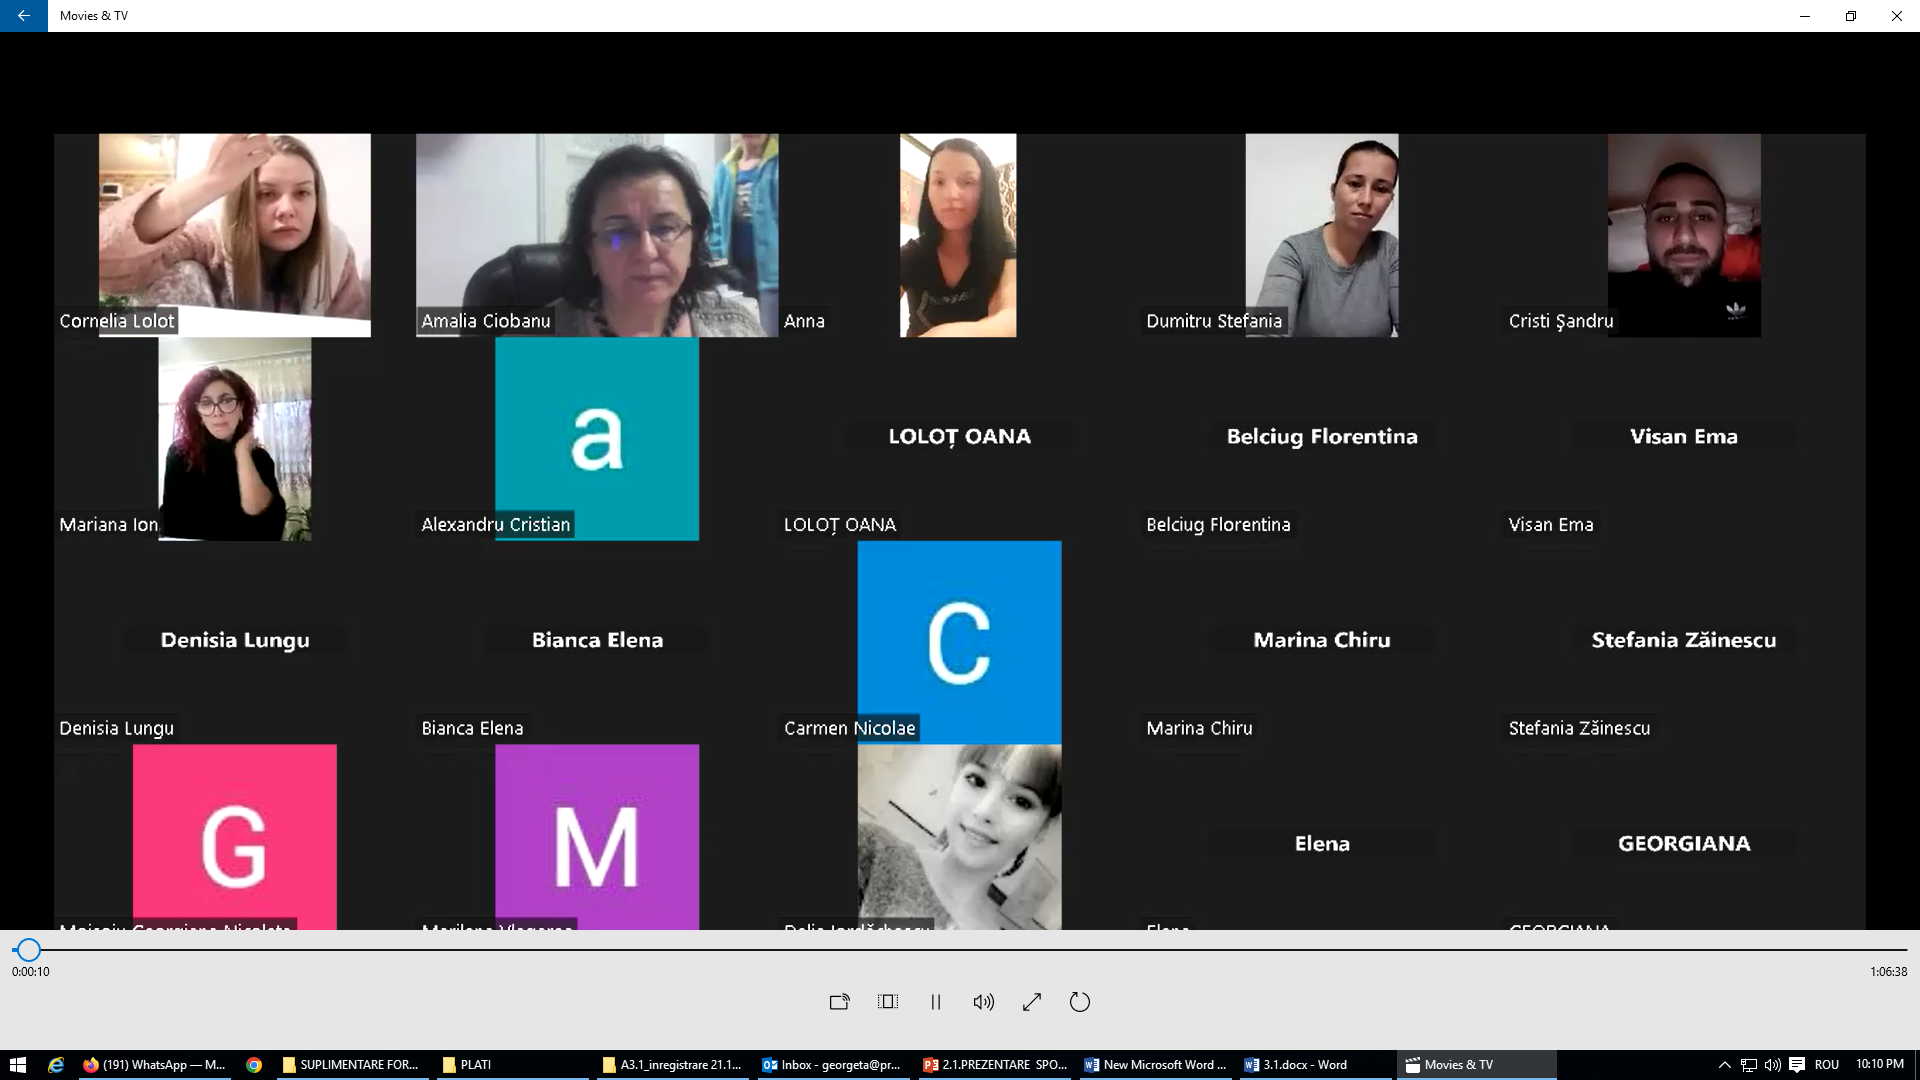 Movies & TV
Cornelia Lolot
Amalia Ciobanu
Anna
Dumitru Stefania
Cristi Şandru
Mariana Ion
a
Alexandru Cristian
LOLOȚ OANA
LOLOȚ OANA
Belciug Florentina
Belciug Florentina
Visan Ema
Visan Ema
Denisia Lungu
Denisia Lungu
Bianca Elena
Bianca Elena
C
Carmen Nicolae
Marina Chiru
Marina Chiru
Stefania Zăinescu
Stefania Zăinescu
G
M
Elena
Elena
GEORGIANA
GEORGIANA
0:00:10
1:06:38
(191) WhatsApp — M...
SUPLIMENTARE FOR...
PLATI
A3.1_inregistrare 21.1...
Inbox - georgeta@pr...
2.1.PREZENTARE SPO...
New Microsoft Word ...
3.1.docx - Word
Movies & TV
ROU
10:10 PM